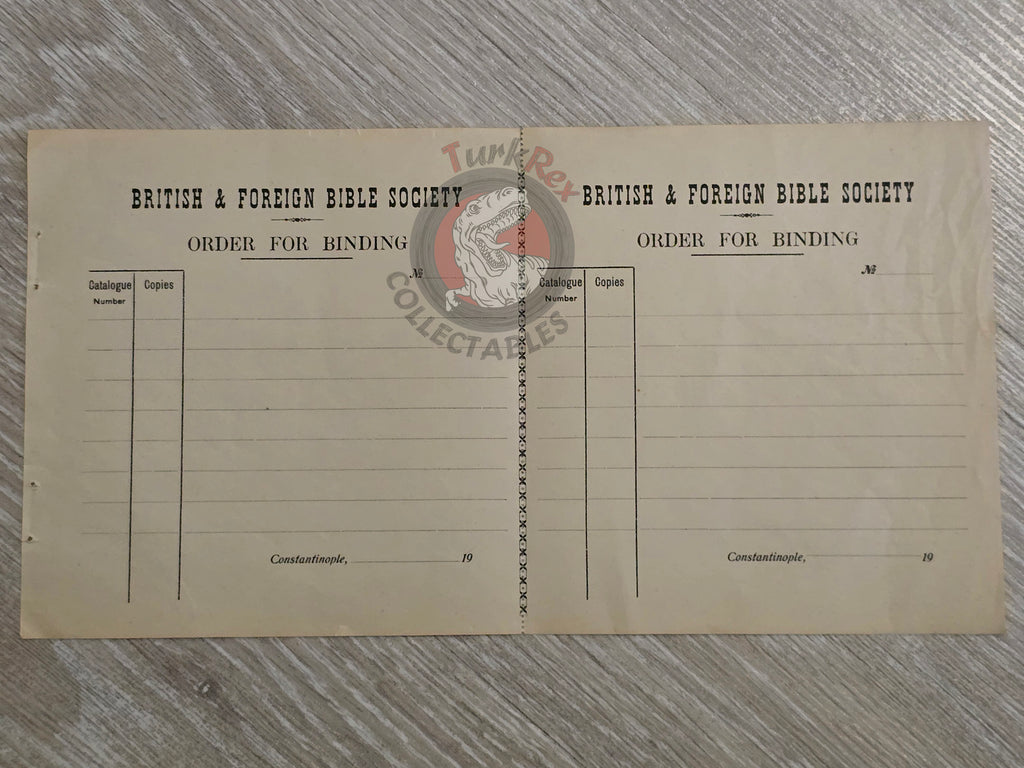 TurkRex
COLLECTABLES
BRITISH & FOREIGN BIBLE SOCIETY
ORDER FOR BINDING
№
Catalogue Number
Copies
Constantinople, 19
BRITISH & FOREIGN BIBLE SOCIETY
ORDER FOR BINDING
№
Catalogue Number
Copies
Constantinople, 19